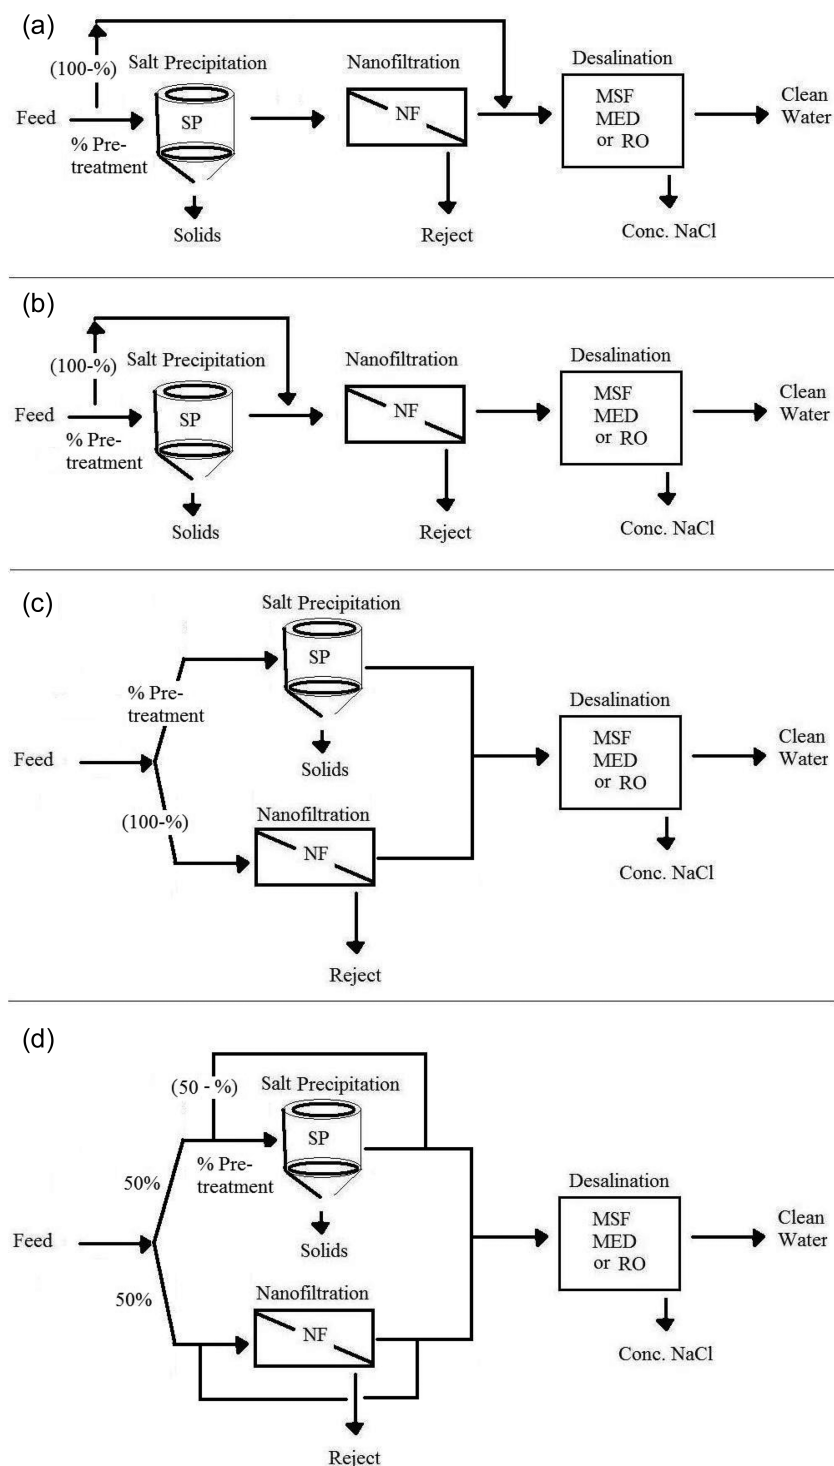 (a)
(100-%)
Salt Precipitation
Nanofiltration
Desalination
Feed
SP
NF
MSF
MED
or RO
Clean
Water
% Pre-
treatment
Solids
Reject
Conc. NaCl
(b)
(100-%)
Salt Precipitation
Nanofiltration
Desalination
Feed
SP
NF
MSF
MED
or RO
Clean
Water
% Pre-
treatment
Solids
Reject
Conc. NaCl
(c)
Salt Precipitation
SP
% Pre-
treatment
Desalination
Feed
Solids
MSF
MED
or RO
Clean
Water
(100-%)
Nanofiltration
NF
Conc. NaCl
Reject
(d)
(50 - %)
Salt Precipitation
SP
% Pre-
treatment
50%
Desalination
Feed
Solids
MSF
MED
or RO
Clean
Water
50%
Nanofiltration
NF
Conc. NaCl
Reject